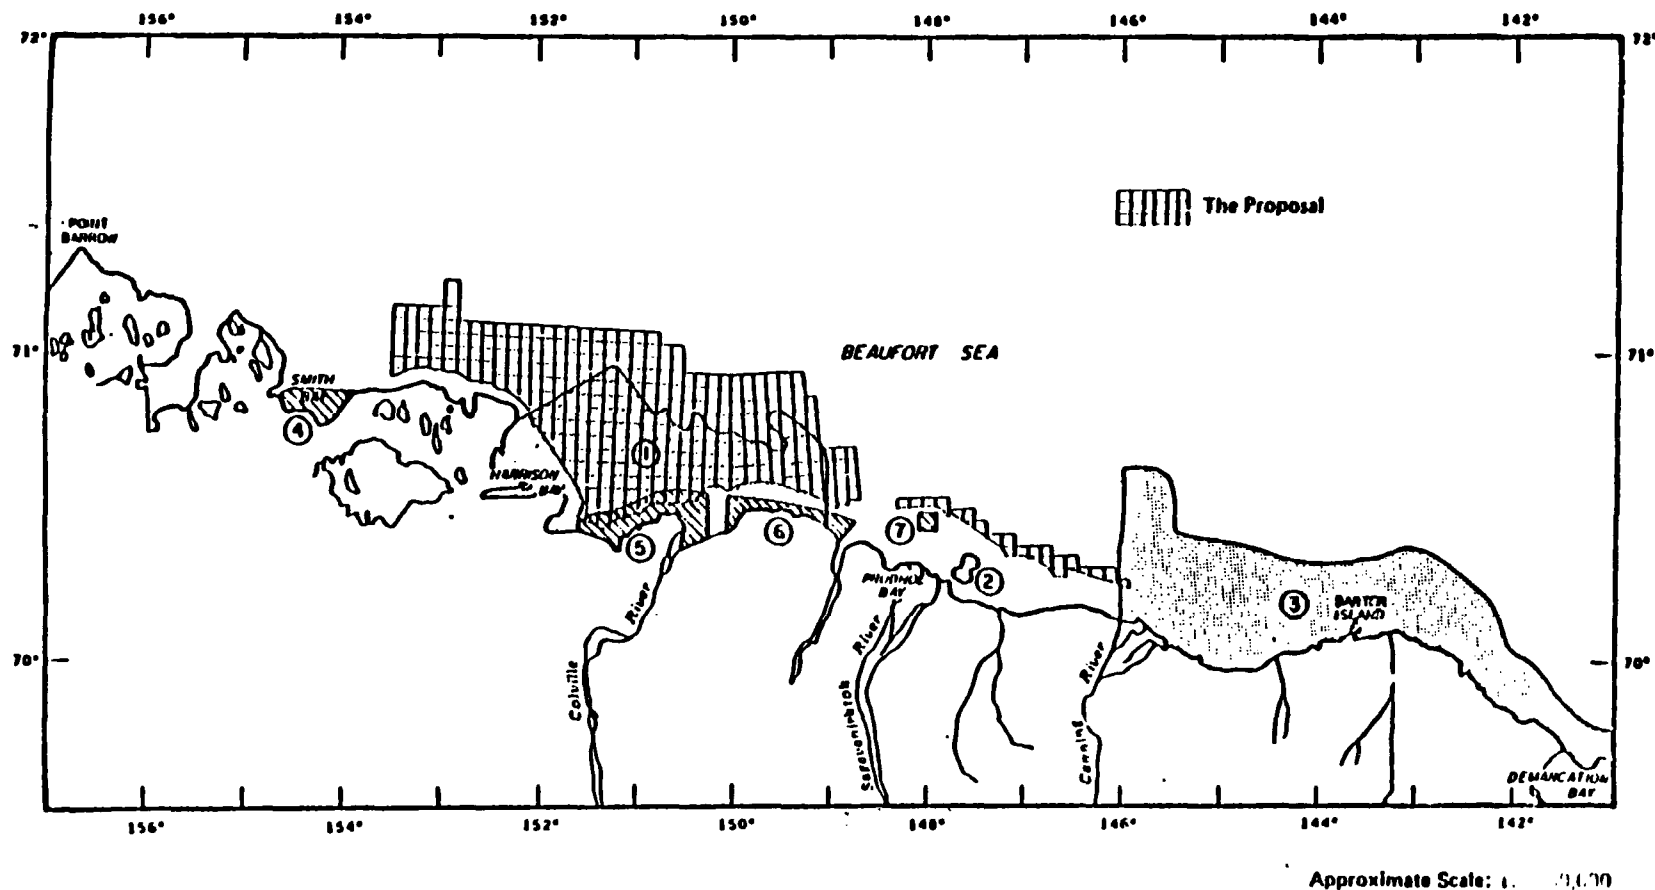 156° 154° 152° 150° 148° 146° 144° 142°
72° 72°
The Proposal
POINT
BARROW
71° 71°
BEAUFORT SEA
SMITH
BAY
4
1
HARRISON
BAY
5
6
7
2
PRUDHOE
BAY
3
BARTER
ISLAND
River
River
River
70° 70°
Colville
Canning
DEMARCATION
BAY
156° 154° 152° 150° 148° 146° 144° 142°
Approximate Scale: 1: